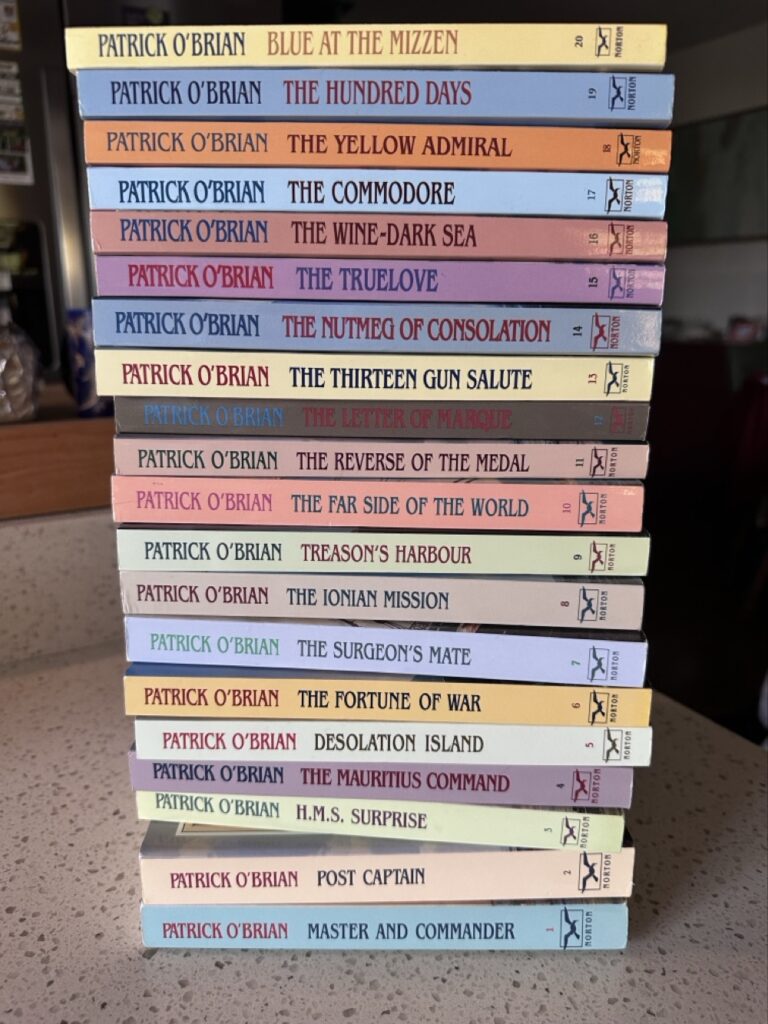 PATRICK O'BRIAN BLUE AT THE MIZZEN 20 NORTON
PATRICK O'BRIAN THE HUNDRED DAYS 19 NORTON
PATRICK O'BRIAN THE YELLOW ADMIRAL 18 NORTON
PATRICK O'BRIAN THE COMMODORE 17 NORTON
PATRICK O'BRIAN THE WINE-DARK SEA 16 NORTON
PATRICK O'BRIAN THE TRUELOVE 15 NORTON
PATRICK O'BRIAN THE NUTMEG OF CONSOLATION 14 NORTON
PATRICK O'BRIAN THE THIRTEEN GUN SALUTE 13 NORTON
PATRICK O'BRIAN THE LETTER OF MARQUE 12 NORTON
PATRICK O'BRIAN THE REVERSE OF THE MEDAL 11 NORTON
PATRICK O'BRIAN THE FAR SIDE OF THE WORLD 10 NORTON
PATRICK O'BRIAN TREASON'S HARBOUR 9 NORTON
PATRICK O'BRIAN THE IONIAN MISSION 8 NORTON
PATRICK O'BRIAN THE SURGEON'S MATE 7 NORTON
PATRICK O'BRIAN THE FORTUNE OF WAR 6 NORTON
PATRICK O'BRIAN DESOLATION ISLAND 5 NORTON
PATRICK O'BRIAN THE MAURITIUS COMMAND 4 NORTON
PATRICK O'BRIAN H.M.S. SURPRISE 3 NORTON
PATRICK O'BRIAN POST CAPTAIN 2 NORTON
PATRICK O'BRIAN MASTER AND COMMANDER 1 NORTON